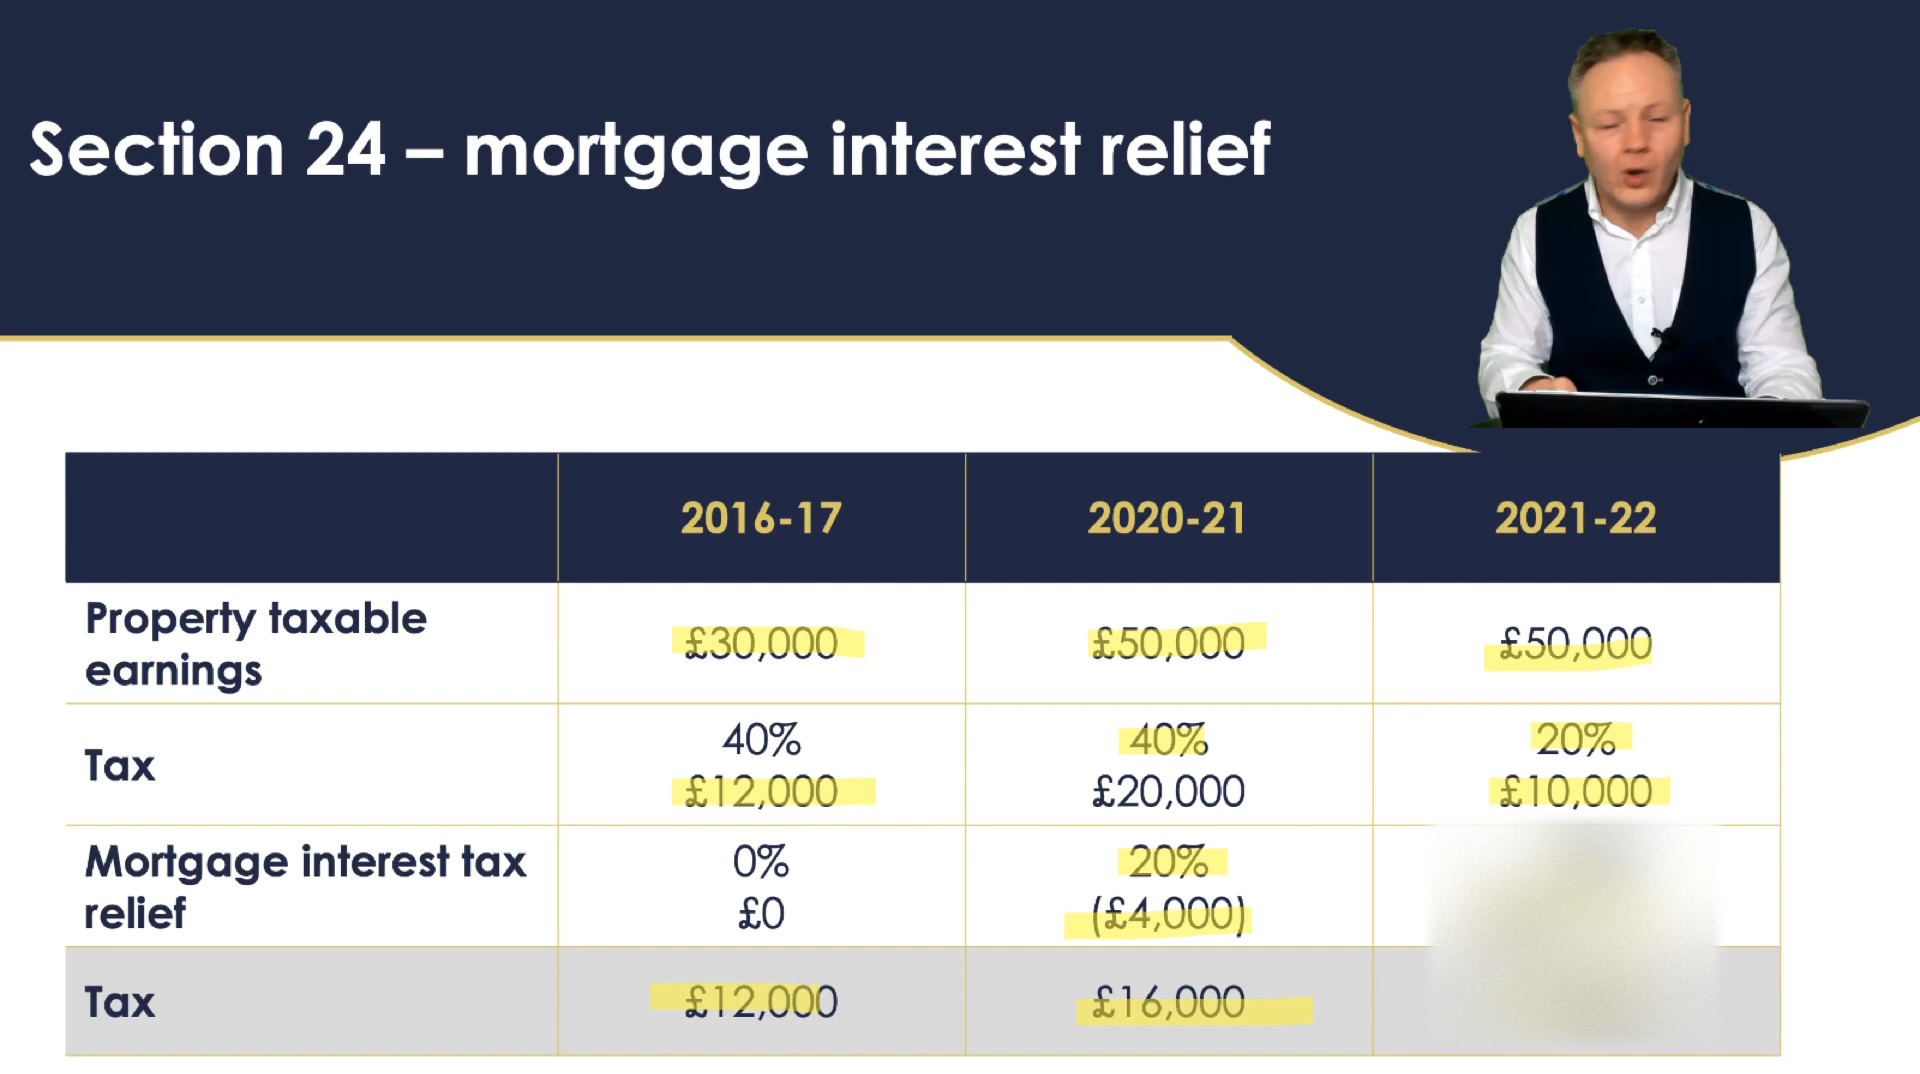 Section 24 – mortgage interest relief
2016-17 2020-21 2021-22
Property taxable
earnings
£30,000 £50,000 £50,000
Tax
40% 40% 20%
£12,000 £20,000 £10,000
Mortgage interest tax
relief
0% 20%
£0 (£4,000)
Tax £12,000 £16,000